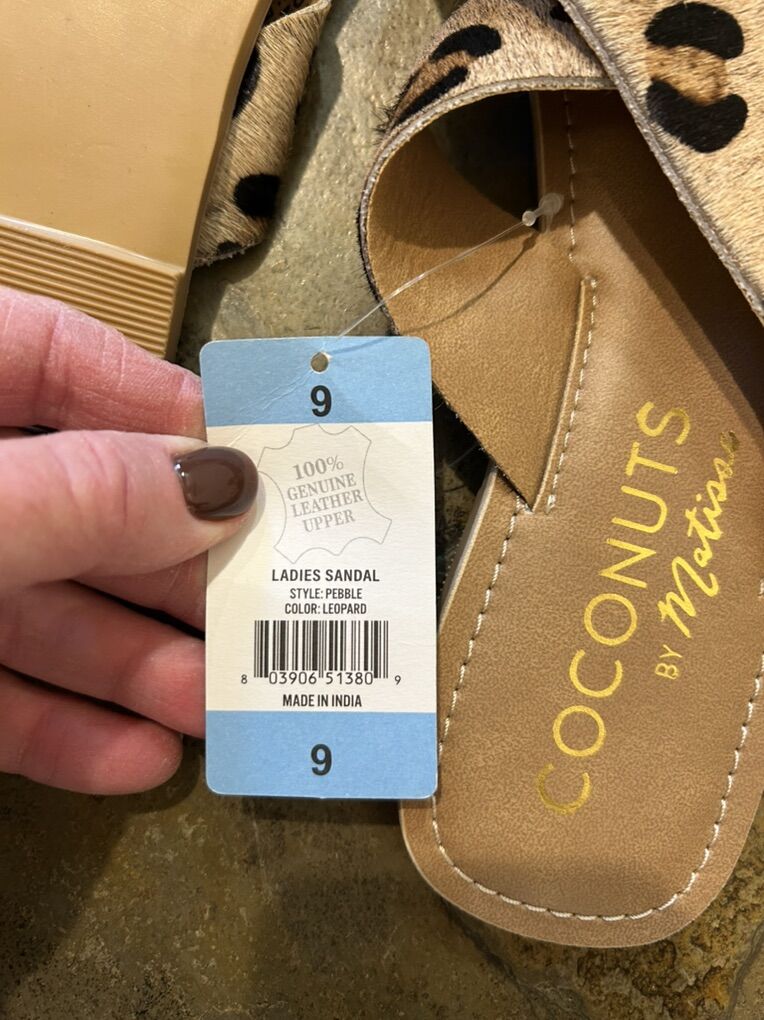 9
100%
GENUINE
LEATHER
UPPER
LADIES SANDAL
STYLE: PEBBLE
COLOR: LEOPARD
8 03906 51380 9
MADE IN INDIA
9
COCONUTS
BY Matisse